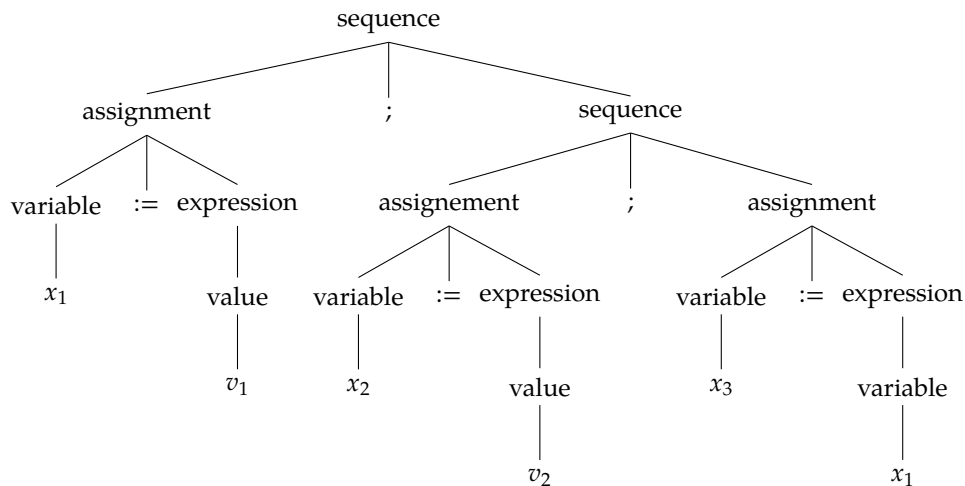 sequence
assignment ; sequence
variable := expression assignement ; assignment
x₁ value variable := expression variable := expression
v₁ x₂ value x₃ variable
v₂ x₁